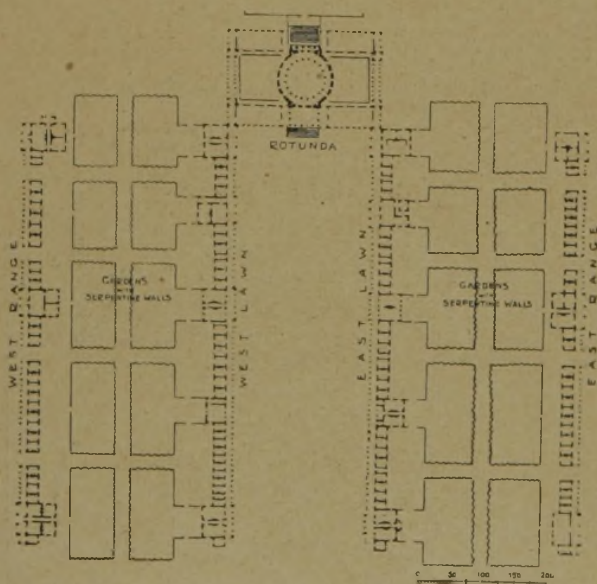 ROTUNDA
WEST RANGE
GARDENS
SERPENTINE WALLS
WEST LAWN
EAST LAWN
GARDENS
SERPENTINE WALLS
EAST RANGE
0 50 100 150 200